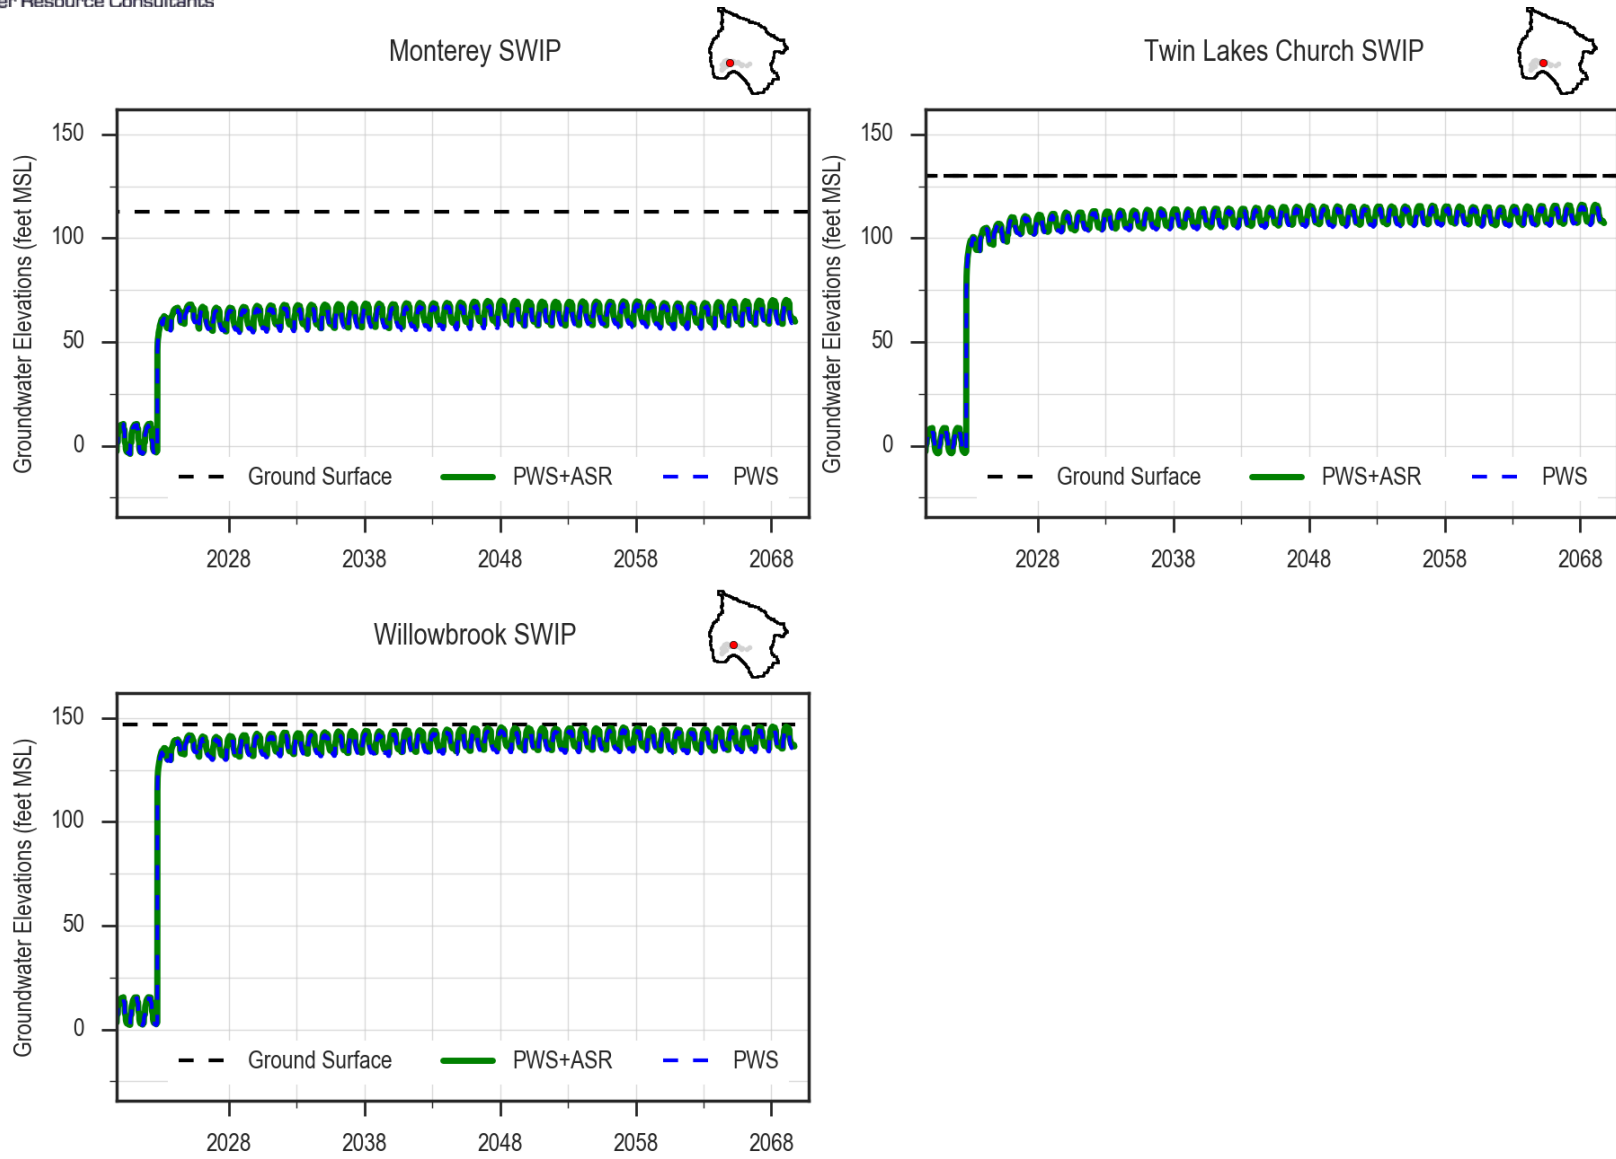 er Resource Consultants
Monterey SWIP
Twin Lakes Church SWIP
Groundwater Elevations (feet MSL)
150
100
50
0
Ground Surface PWS+ASR PWS
2028 2038 2048 2058 2068
Groundwater Elevations (feet MSL)
150
100
50
0
Ground Surface PWS+ASR PWS
2028 2038 2048 2058 2068
Willowbrook SWIP
Groundwater Elevations (feet MSL)
150
100
50
0
Ground Surface PWS+ASR PWS
2028 2038 2048 2058 2068